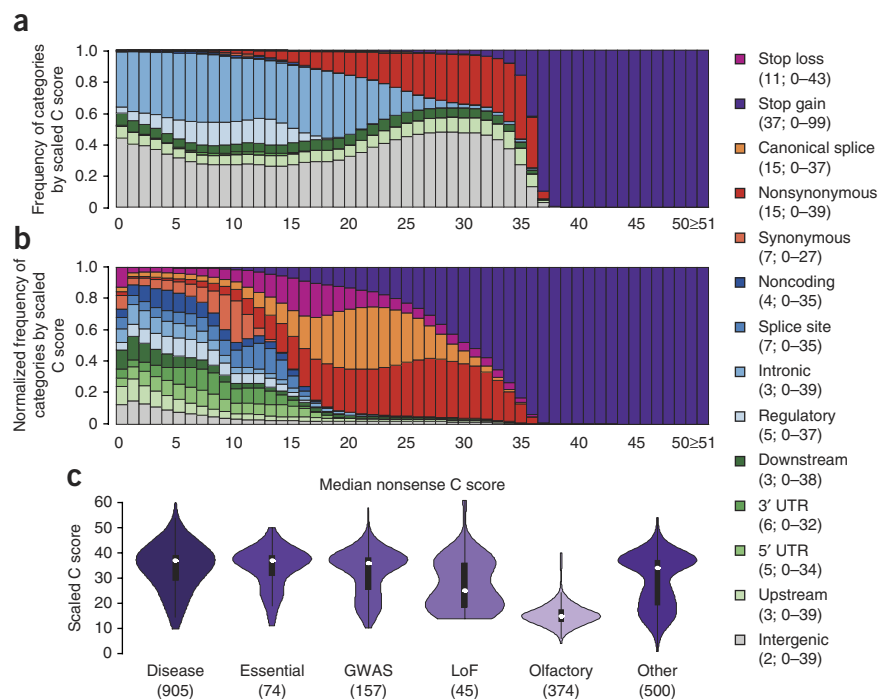 a
Frequency of categories
by scaled C score
1.0
0.8
0.6
0.4
0.2
0
0 5 10 15 20 25 30 35 40 45 50 ≥51
b
Normalized frequency of
categories by scaled
C score
1.0
0.8
0.6
0.4
0.2
0
0 5 10 15 20 25 30 35 40 45 50 ≥51
c
Median nonsense C score
Scaled C score
60
50
40
30
20
10
0
Disease
(905)
Essential
(74)
GWAS
(157)
LoF
(45)
Olfactory
(374)
Other
(500)
Stop loss
(11; 0–43)
Stop gain
(37; 0–99)
Canonical splice
(15; 0–37)
Nonsynonymous
(15; 0–39)
Synonymous
(7; 0–27)
Noncoding
(4; 0–35)
Splice site
(7; 0–35)
Intronic
(3; 0–39)
Regulatory
(5; 0–37)
Downstream
(3; 0–38)
3′ UTR
(6; 0–32)
5′ UTR
(5; 0–34)
Upstream
(3; 0–39)
Intergenic
(2; 0–39)